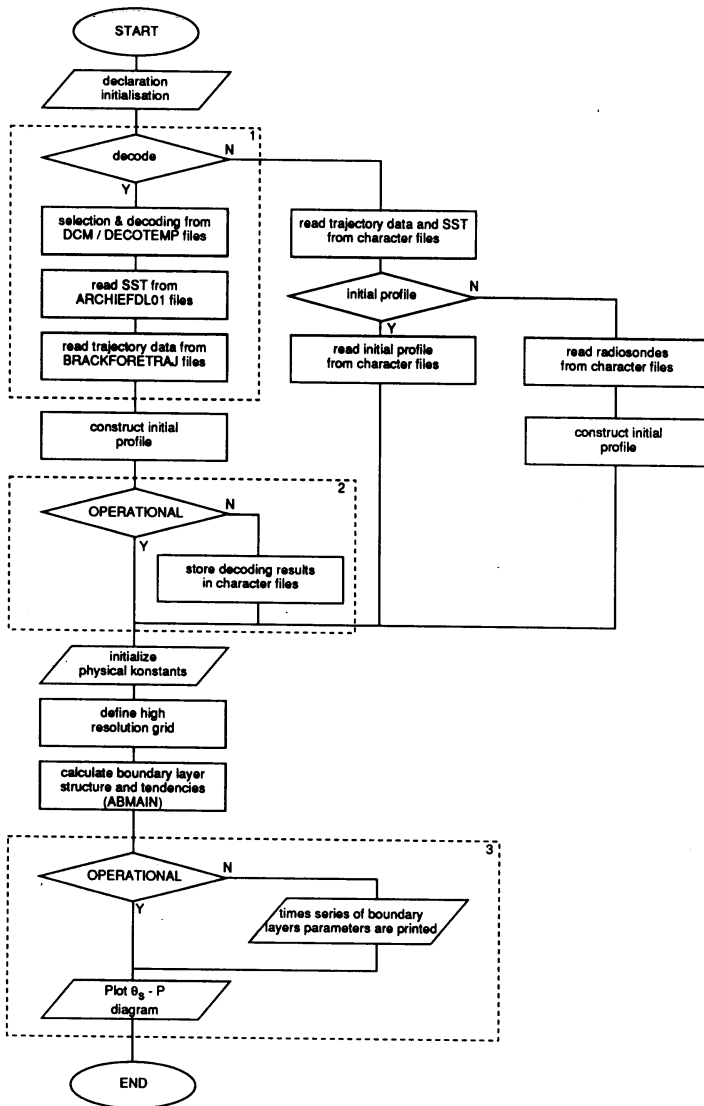 START
declaration
initialisation
1
decode
N
Y
selection & decoding from
DCM / DECOTEMP files
read SST from
ARCHIEFDL01 files
read trajectory data from
BRACKFORETRAJ files
construct initial
profile
read trajectory data and SST
from character files
initial profile
N
Y
read initial profile
from character files
read radiosondes
from character files
construct initial
profile
2
OPERATIONAL
N
Y
store decoding results
in character files
initialize
physical konstants
define high
resolution grid
calculate boundary layer
structure and tendencies
(ABMAIN)
3
OPERATIONAL
N
Y
times series of boundary
layers parameters are printed
Plot θs - P
diagram
END